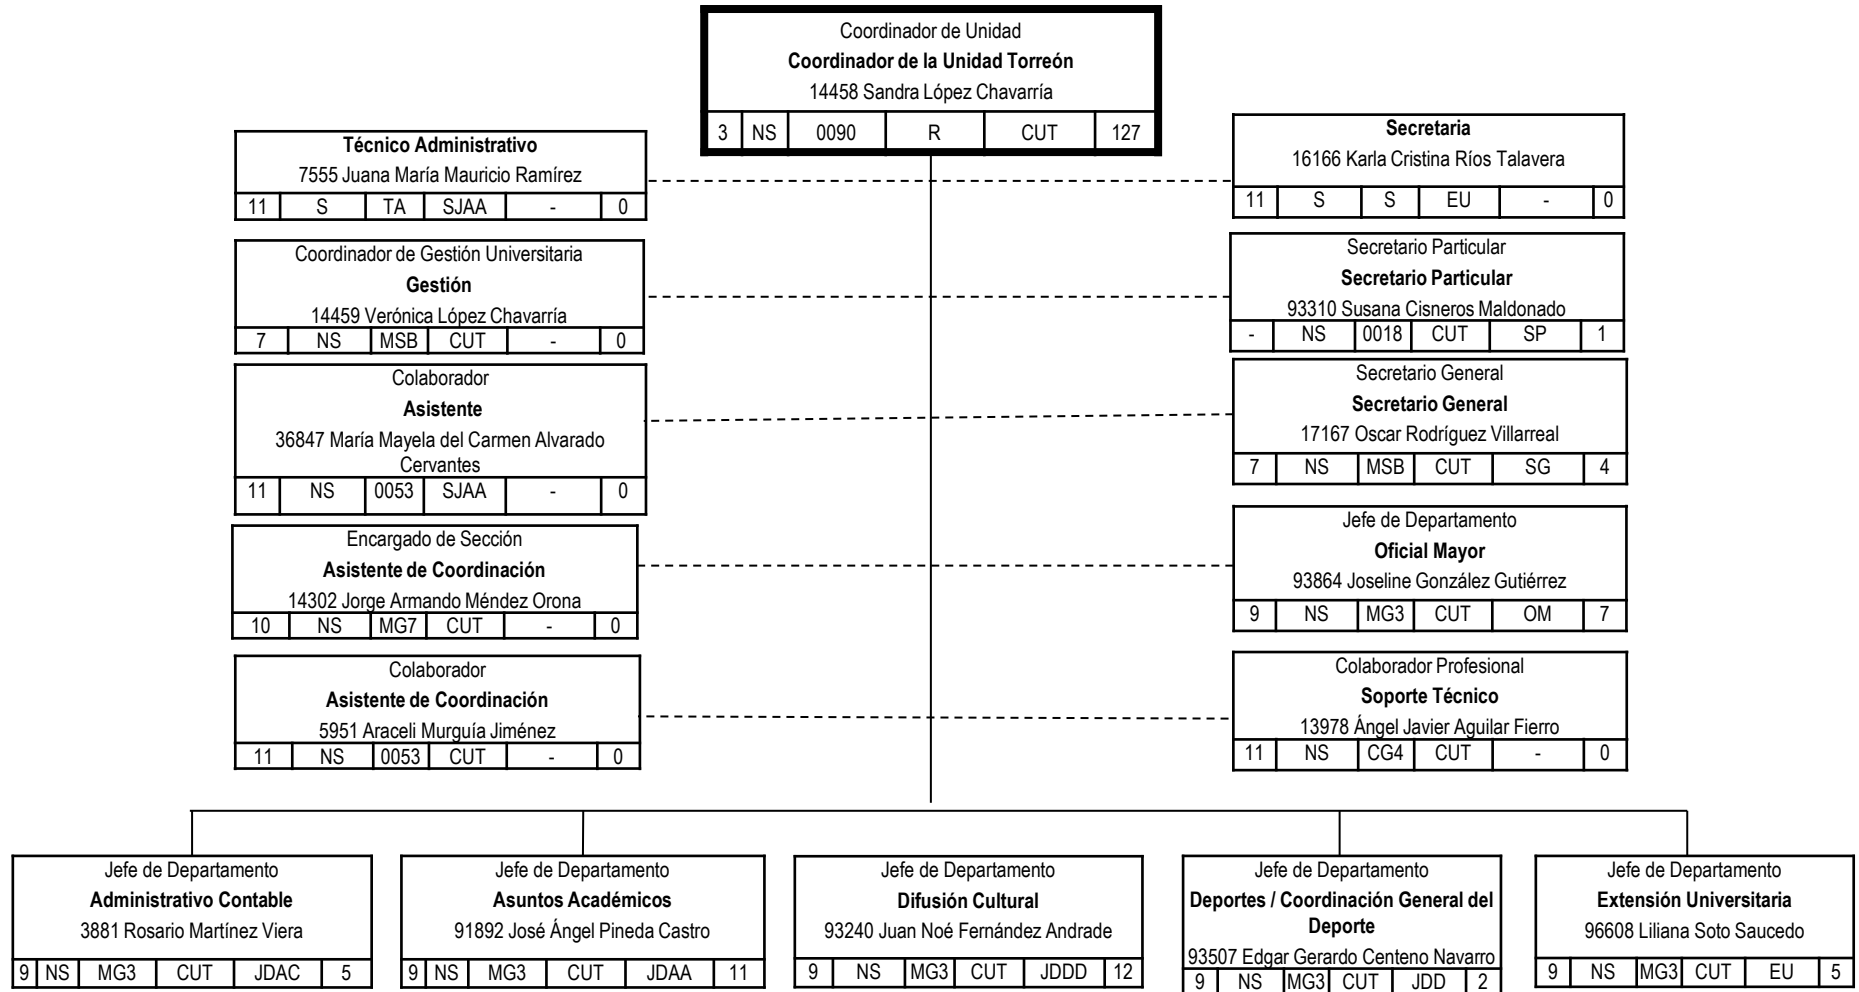 Coordinador de Unidad
Coordinador de la Unidad Torreón
14458 Sandra López Chavarría
3 NS 0090 R CUT 127
Técnico Administrativo
7555 Juana María Mauricio Ramírez
11 S TA SJAA - 0
Secretaria
16166 Karla Cristina Ríos Talavera
11 S S EU - 0
Coordinador de Gestión Universitaria
Gestión
14459 Verónica López Chavarría
7 NS MSB CUT - 0
Secretario Particular
Secretario Particular
93310 Susana Cisneros Maldonado
- NS 0018 CUT SP 1
Colaborador
Asistente
36847 María Mayela del Carmen Alvarado
Cervantes
11 NS 0053 SJAA - 0
Secretario General
Secretario General
17167 Oscar Rodríguez Villarreal
7 NS MSB CUT SG 4
Encargado de Sección
Asistente de Coordinación
14302 Jorge Armando Méndez Orona
10 NS MG7 CUT - 0
Jefe de Departamento
Oficial Mayor
93864 Joseline González Gutiérrez
9 NS MG3 CUT OM 7
Colaborador
Asistente de Coordinación
5951 Araceli Murguía Jiménez
11 NS 0053 CUT - 0
Colaborador Profesional
Soporte Técnico
13978 Ángel Javier Aguilar Fierro
11 NS CG4 CUT - 0
Jefe de Departamento
Administrativo Contable
3881 Rosario Martínez Viera
9 NS MG3 CUT JDAC 5
Jefe de Departamento
Asuntos Académicos
91892 José Ángel Pineda Castro
9 NS MG3 CUT JDAA 11
Jefe de Departamento
Difusión Cultural
93240 Juan Noé Fernández Andrade
9 NS MG3 CUT JDDD 12
Jefe de Departamento
Deportes / Coordinación General del
Deporte
93507 Edgar Gerardo Centeno Navarro
9 NS MG3 CUT JDD 2
Jefe de Departamento
Extensión Universitaria
96608 Liliana Soto Saucedo
9 NS MG3 CUT EU 5